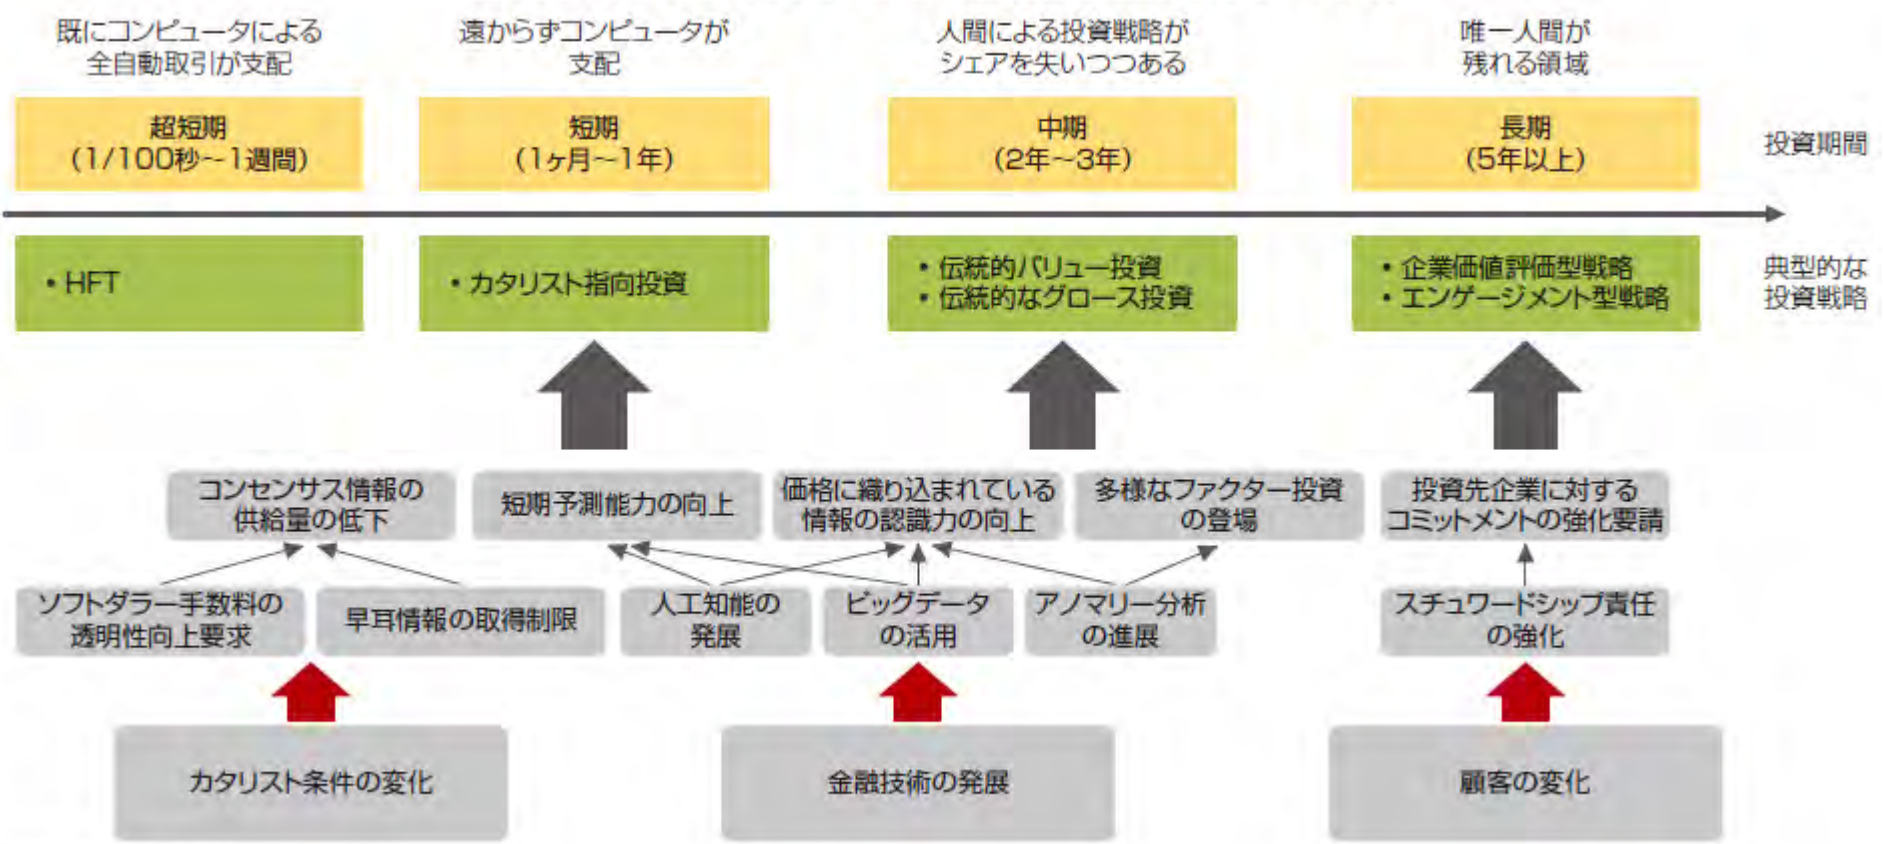 既にコンピュータによる
全自動取引が支配
遠からずコンピュータが
支配
人間による投資戦略が
シェアを失いつつある
唯一人間が
残れる領域
超短期
(1/100秒～1週間)
短期
(1ヶ月～1年)
中期
(2年～3年)
長期
(5年以上)
投資期間
・HFT
・カタリスト指向投資
・伝統的バリュー投資
・伝統的なグロース投資
・企業価値評価型戦略
・エンゲージメント型戦略
典型的な
投資戦略
コンセンサス情報の
供給量の低下
短期予測能力の向上
価格に織り込まれている
情報の認識力の向上
多様なファクター投資
の登場
投資先企業に対する
コミットメントの強化要請
ソフトダラー手数料の
透明性向上要求
早耳情報の取得制限
人工知能の
発展
ビッグデータ
の活用
アノマリー分析
の進展
スチュワードシップ責任
の強化
カタリスト条件の変化
金融技術の発展
顧客の変化